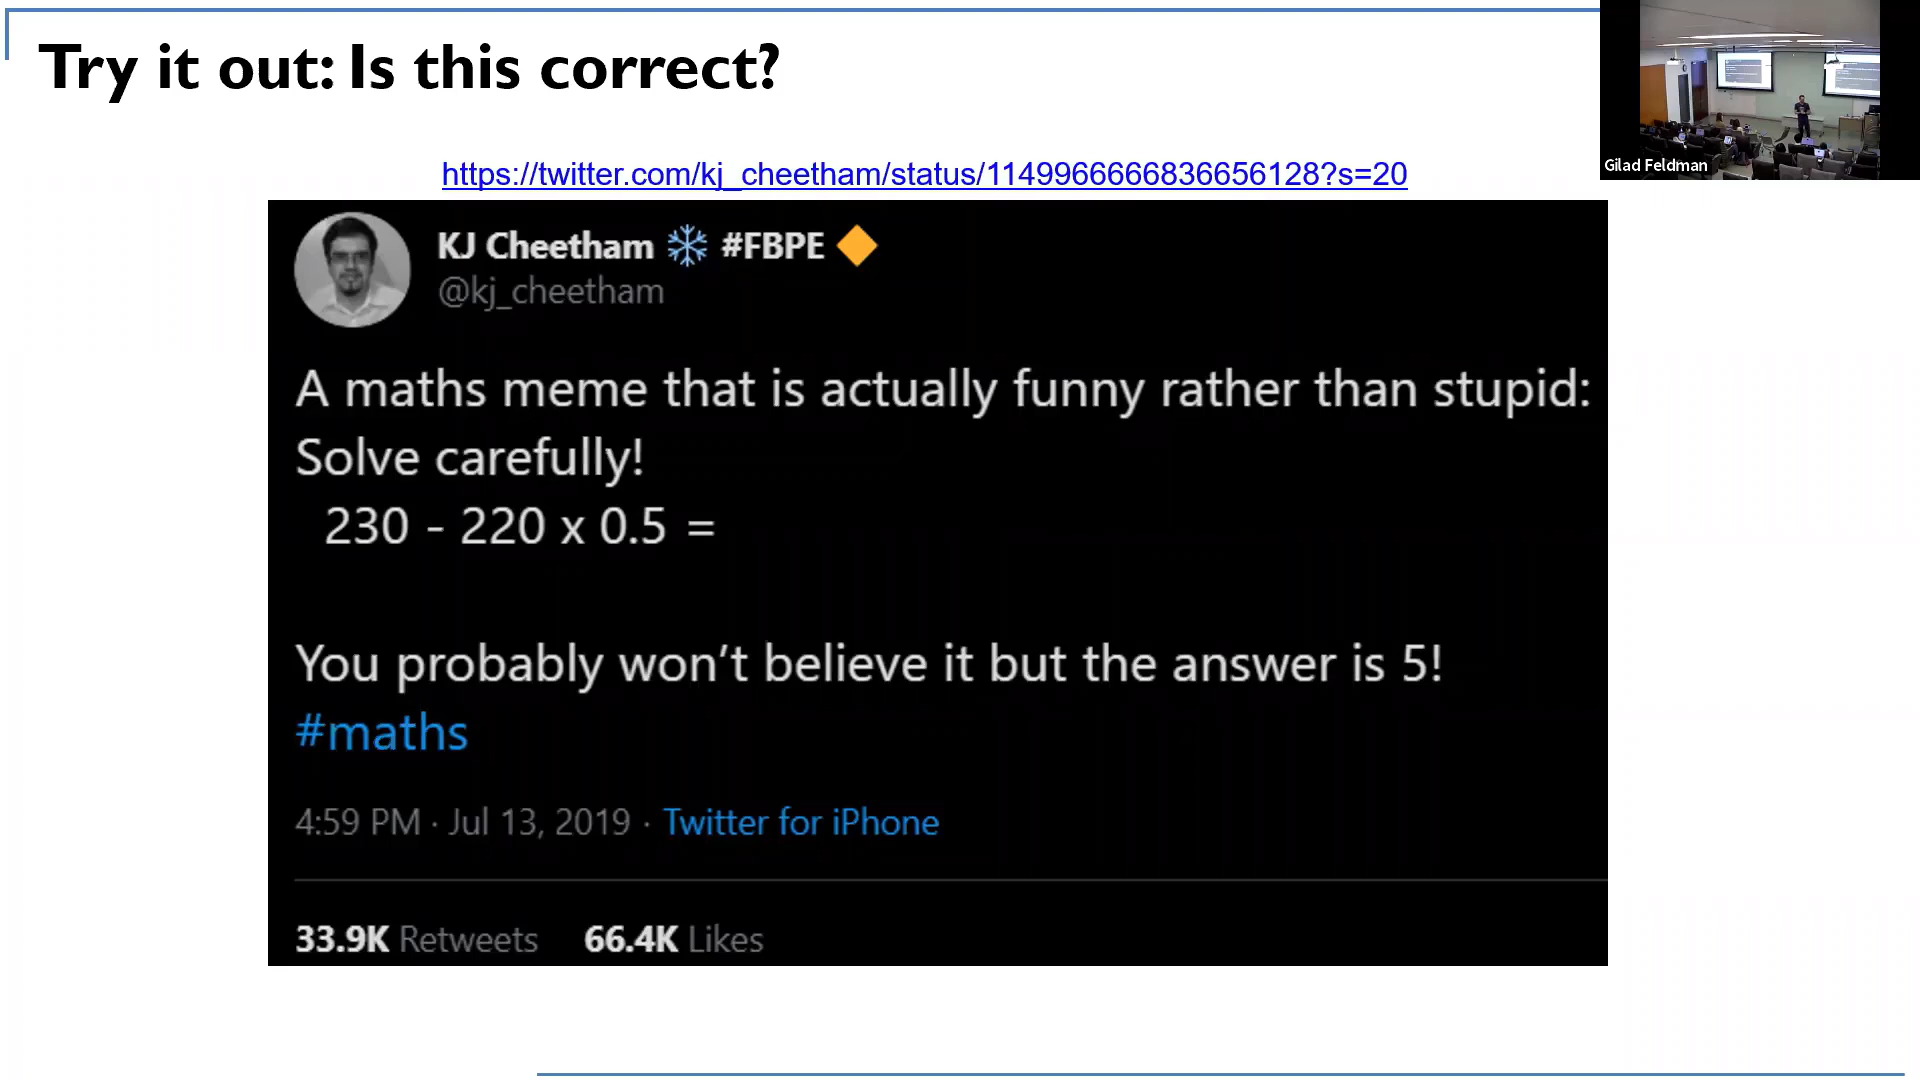 Try it out: Is this correct?
Gilad Feldman
https://twitter.com/kj_cheetham/status/1149966666836656128?s=20
KJ Cheetham ❄ #FBPE 🔶
@kj_cheetham
A maths meme that is actually funny rather than stupid:
Solve carefully!
230 - 220 x 0.5 =
You probably won’t believe it but the answer is 5!
#maths
4:59 PM · Jul 13, 2019 · Twitter for iPhone
33.9K Retweets 66.4K Likes